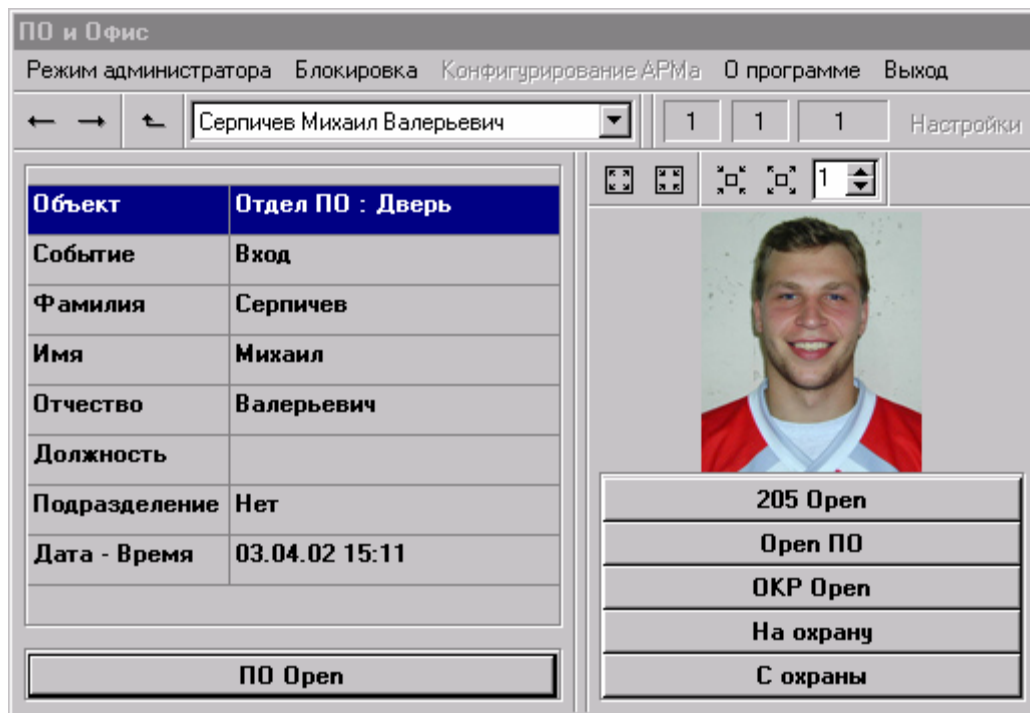 ПО и Офис
Режим администратора Блокировка Конфигурирование АРМа О программе Выход
Серпичев Михаил Валерьевич 1 1 1 Настройки
1
Объект Отдел ПО : Дверь
Событие Вход
Фамилия Серпичев
Имя Михаил
Отчество Валерьевич
Должность
Подразделение Нет
Дата - Время 03.04.02 15:11
ПО Open
205 Open
Open ПО
ОКР Open
На охрану
С охраны